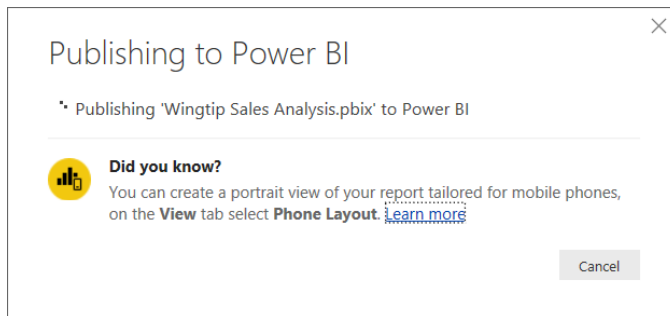 Publishing to Power BI
Publishing 'Wingtip Sales Analysis.pbix' to Power BI
Did you know?
You can create a portrait view of your report tailored for mobile phones,
on the View tab select Phone Layout. Learn more
Cancel